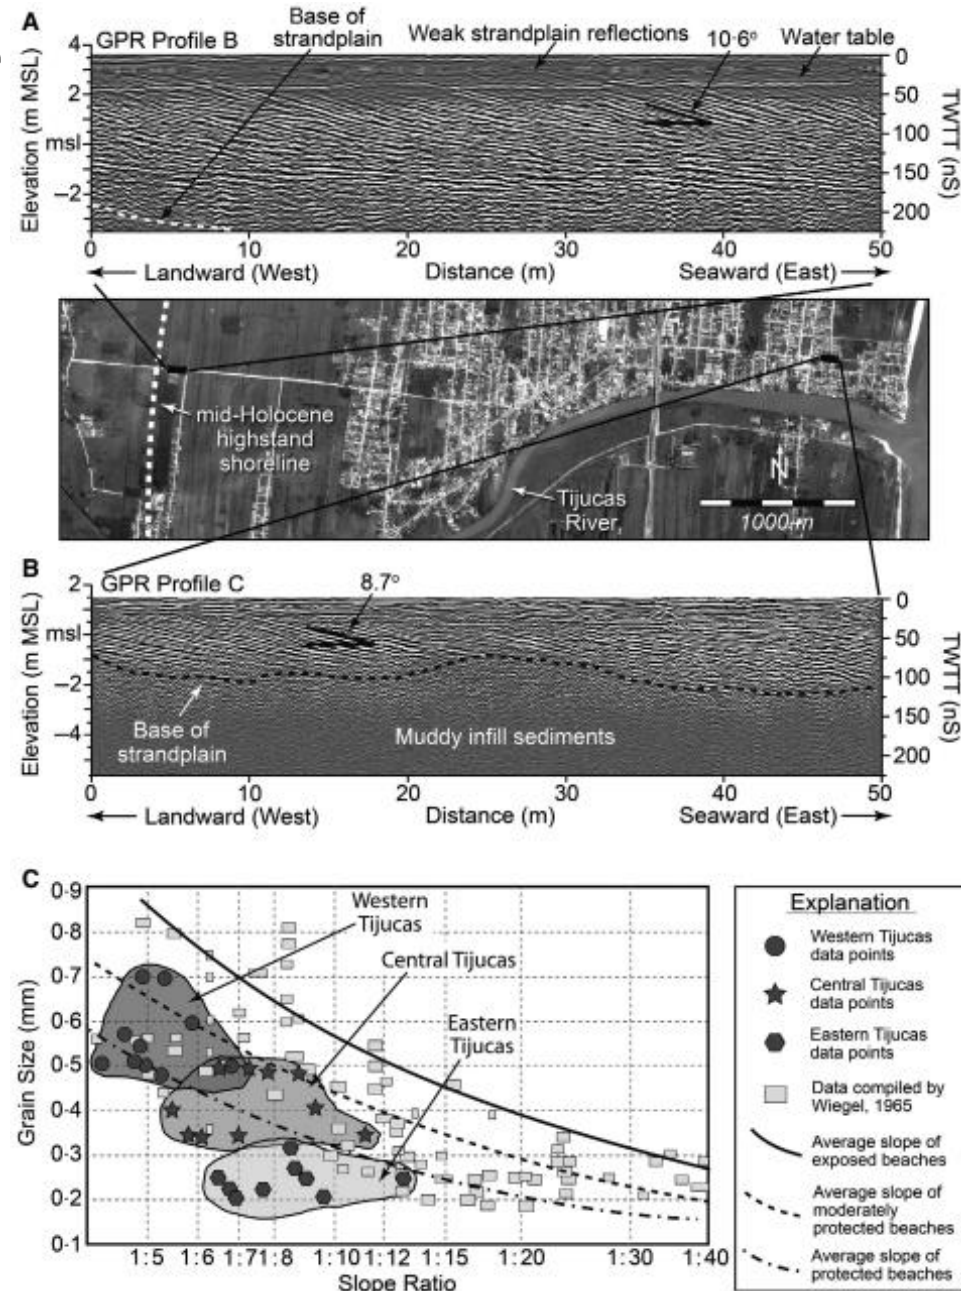 A
GPR Profile B
Base of
strandplain
Weak strandplain reflections
10·6°
Water table
Elevation (m MSL)
4
2
msl
–2
TWTT (nS)
0
50
100
150
200
0
10
20
30
40
50
Landward (West)
Distance (m)
Seaward (East)
mid-Holocene
highstand
shoreline
Tijucas
River
N
1000 m
B
GPR Profile C
8.7°
Elevation (m MSL)
2
msl
–2
–4
TWTT (nS)
0
50
100
150
200
Base of
strandplain
Muddy infill sediments
0
10
20
30
40
50
Landward (West)
Distance (m)
Seaward (East)
C
Grain Size (mm)
0·9
0·8
0·7
0·6
0·5
0·4
0·3
0·2
0·1
Western
Tijucas
Central Tijucas
Eastern
Tijucas
1:5
1:6
1:7
1:8
1:10
1:12
1:15
1:20
1:30
1:40
Slope Ratio
Explanation
Western Tijucas
data points
Central Tijucas
data points
Eastern Tijucas
data points
Data compiled by
Wiegel, 1965
Average slope of
exposed beaches
Average slope of
moderately
protected beaches
Average slope of
protected beaches